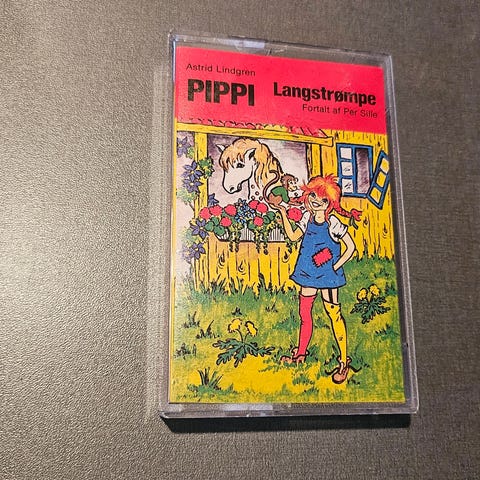 Astrid Lindgren
PIPPI Langstrømpe
Fortalt af Per Sille